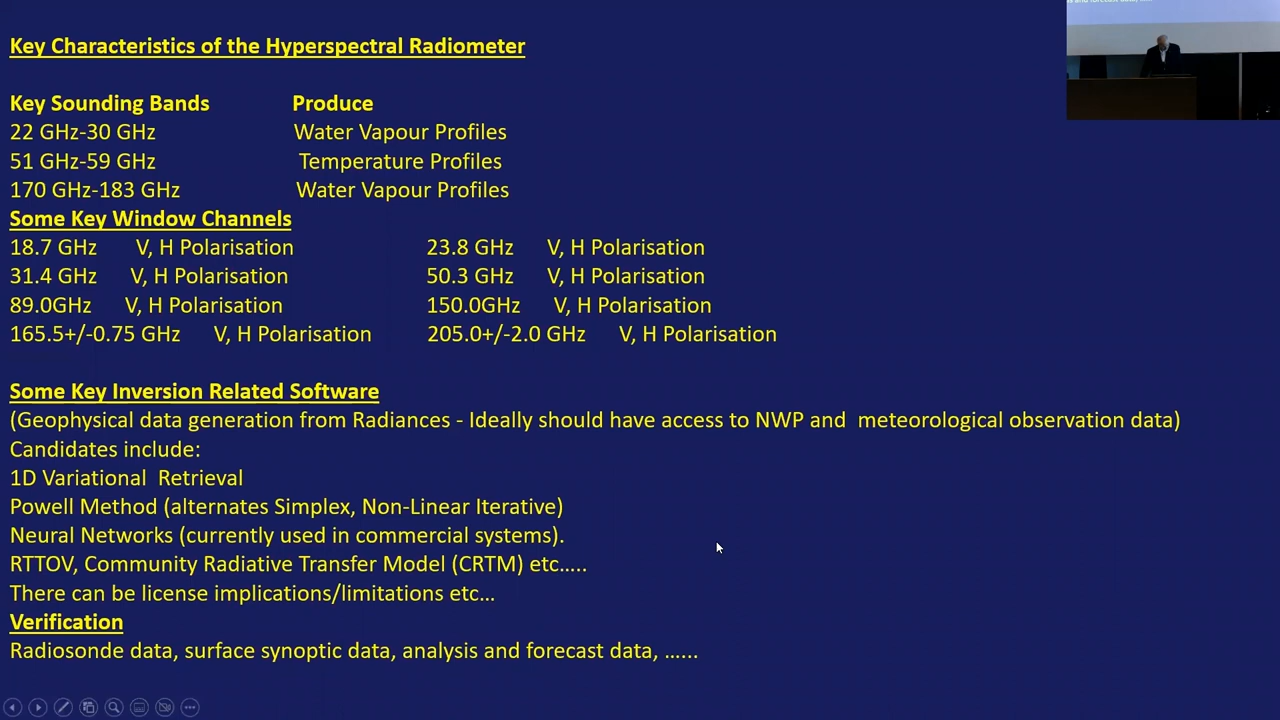 Key Characteristics of the Hyperspectral Radiometer
Key Sounding Bands Produce
22 GHz-30 GHz Water Vapour Profiles
51 GHz-59 GHz Temperature Profiles
170 GHz-183 GHz Water Vapour Profiles
Some Key Window Channels
18.7 GHz V, H Polarisation 23.8 GHz V, H Polarisation
31.4 GHz V, H Polarisation 50.3 GHz V, H Polarisation
89.0GHz V, H Polarisation 150.0GHz V, H Polarisation
165.5+/-0.75 GHz V, H Polarisation 205.0+/-2.0 GHz V, H Polarisation
Some Key Inversion Related Software
(Geophysical data generation from Radiances - Ideally should have access to NWP and meteorological observation data)
Candidates include:
1D Variational Retrieval
Powell Method (alternates Simplex, Non-Linear Iterative)
Neural Networks (currently used in commercial systems).
RTTOV, Community Radiative Transfer Model (CRTM) etc…..
There can be license implications/limitations etc…
Verification
Radiosonde data, surface synoptic data, analysis and forecast data, …...